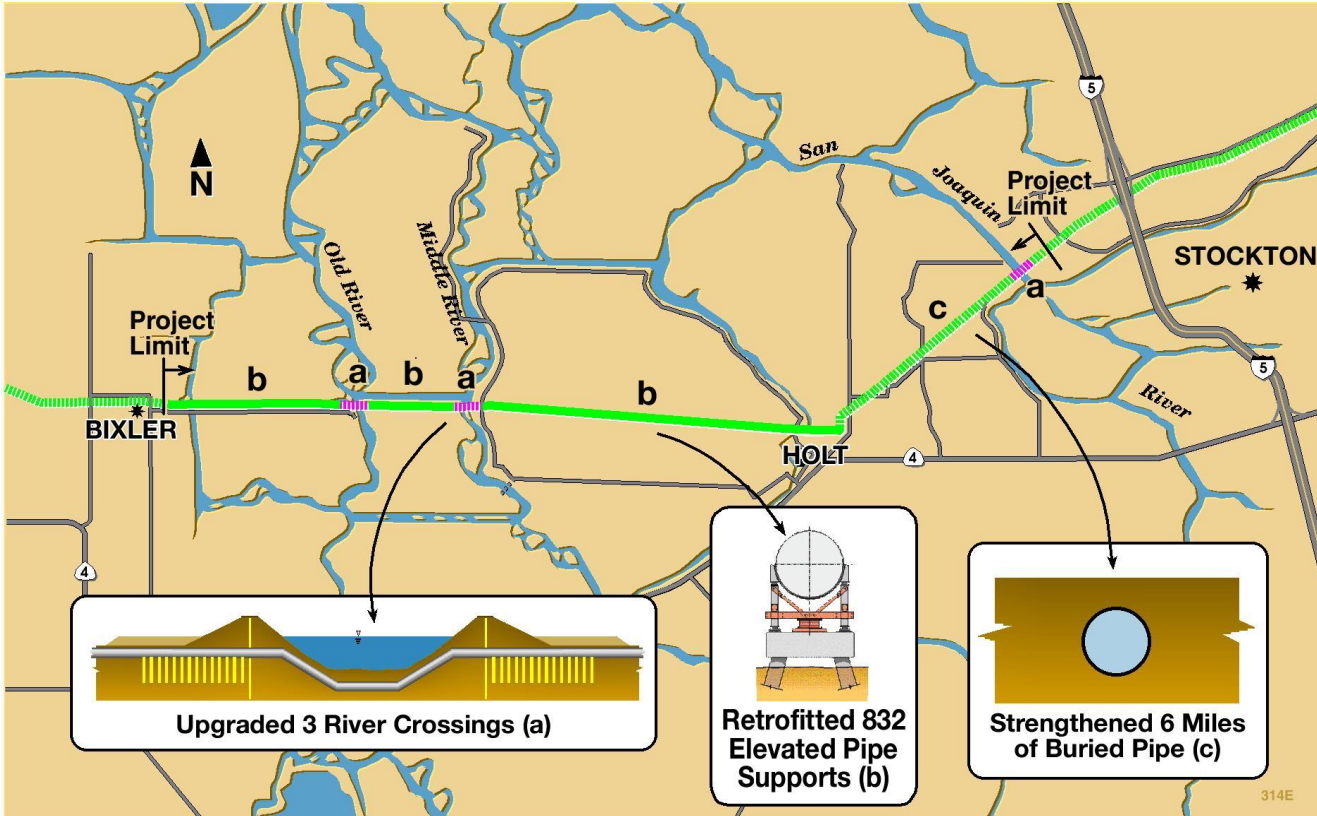 5
San
Joaquin
Project
Limit
N
Old River
Middle River
STOCKTON
a
c
Project
Limit
b
a
b
a
b
5
River
BIXLER
HOLT
4
4
Upgraded 3 River Crossings (a)
Retrofitted 832
Elevated Pipe
Supports (b)
Strengthened 6 Miles
of Buried Pipe (c)
314E